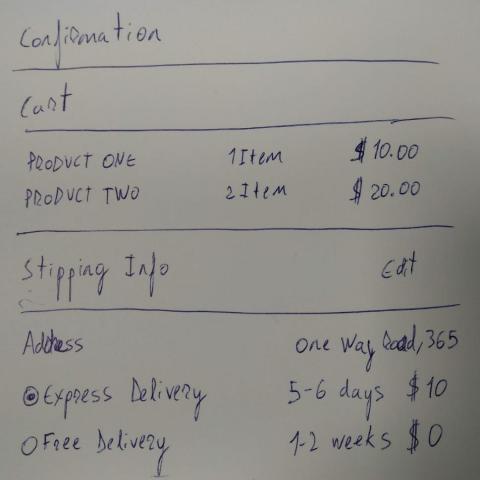 Confirmation
Cart
PRODUCT ONE 1 Item $10.00
PRODUCT TWO 2 Item $20.00
Shipping Info Edit
Address One Way Road, 365
Express Delivery 5-6 days $10
Free Delivery 1-2 weeks $0